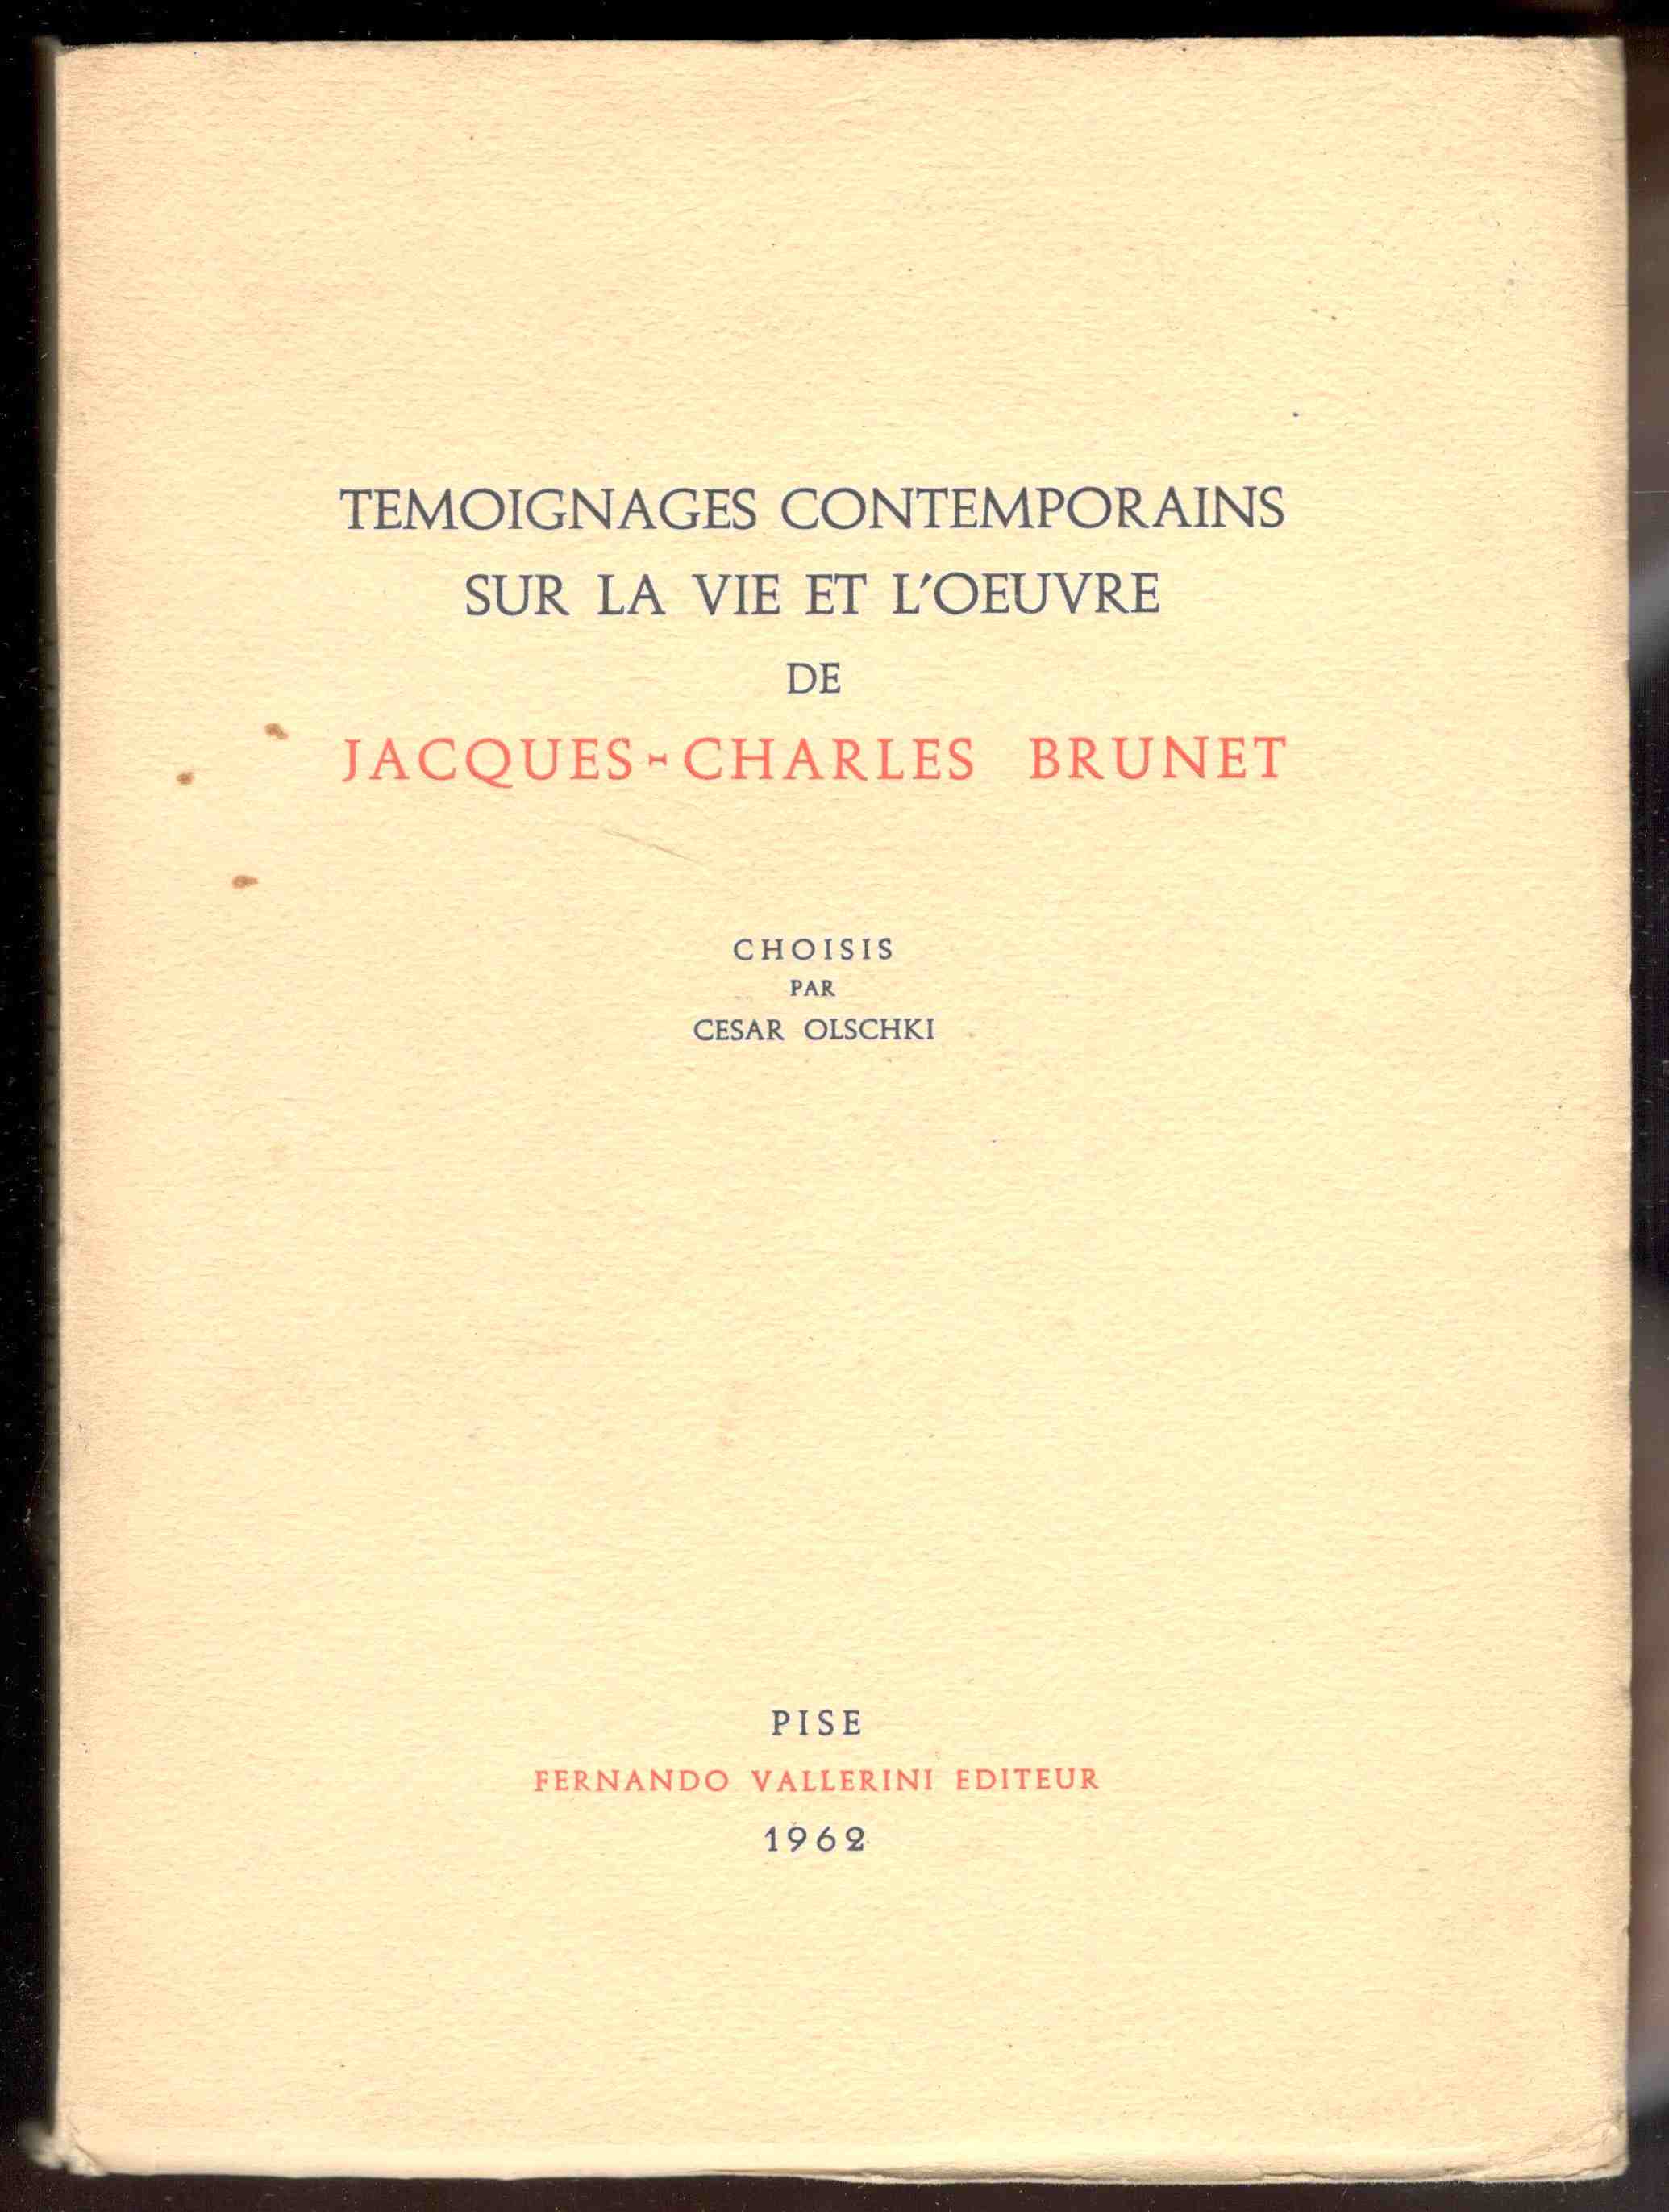 TEMOIGNAGES CONTEMPORAINS
SUR LA VIE ET L'OEUVRE
DE
JACQUES-CHARLES BRUNET
CHOISIS
PAR
CESAR OLSCHKI
PISE
FERNANDO VALLERINI EDITEUR
1962